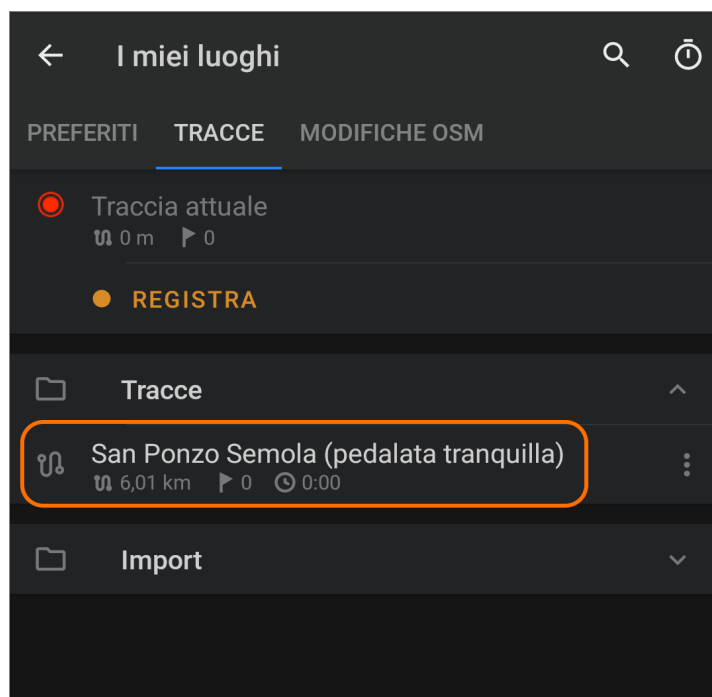 I miei luoghi
PREFERITI TRACCE MODIFICHE OSM
Traccia attuale
0 m 0
REGISTRA
Tracce
San Ponzo Semola (pedalata tranquilla)
6,01 km 0 0:00
Import